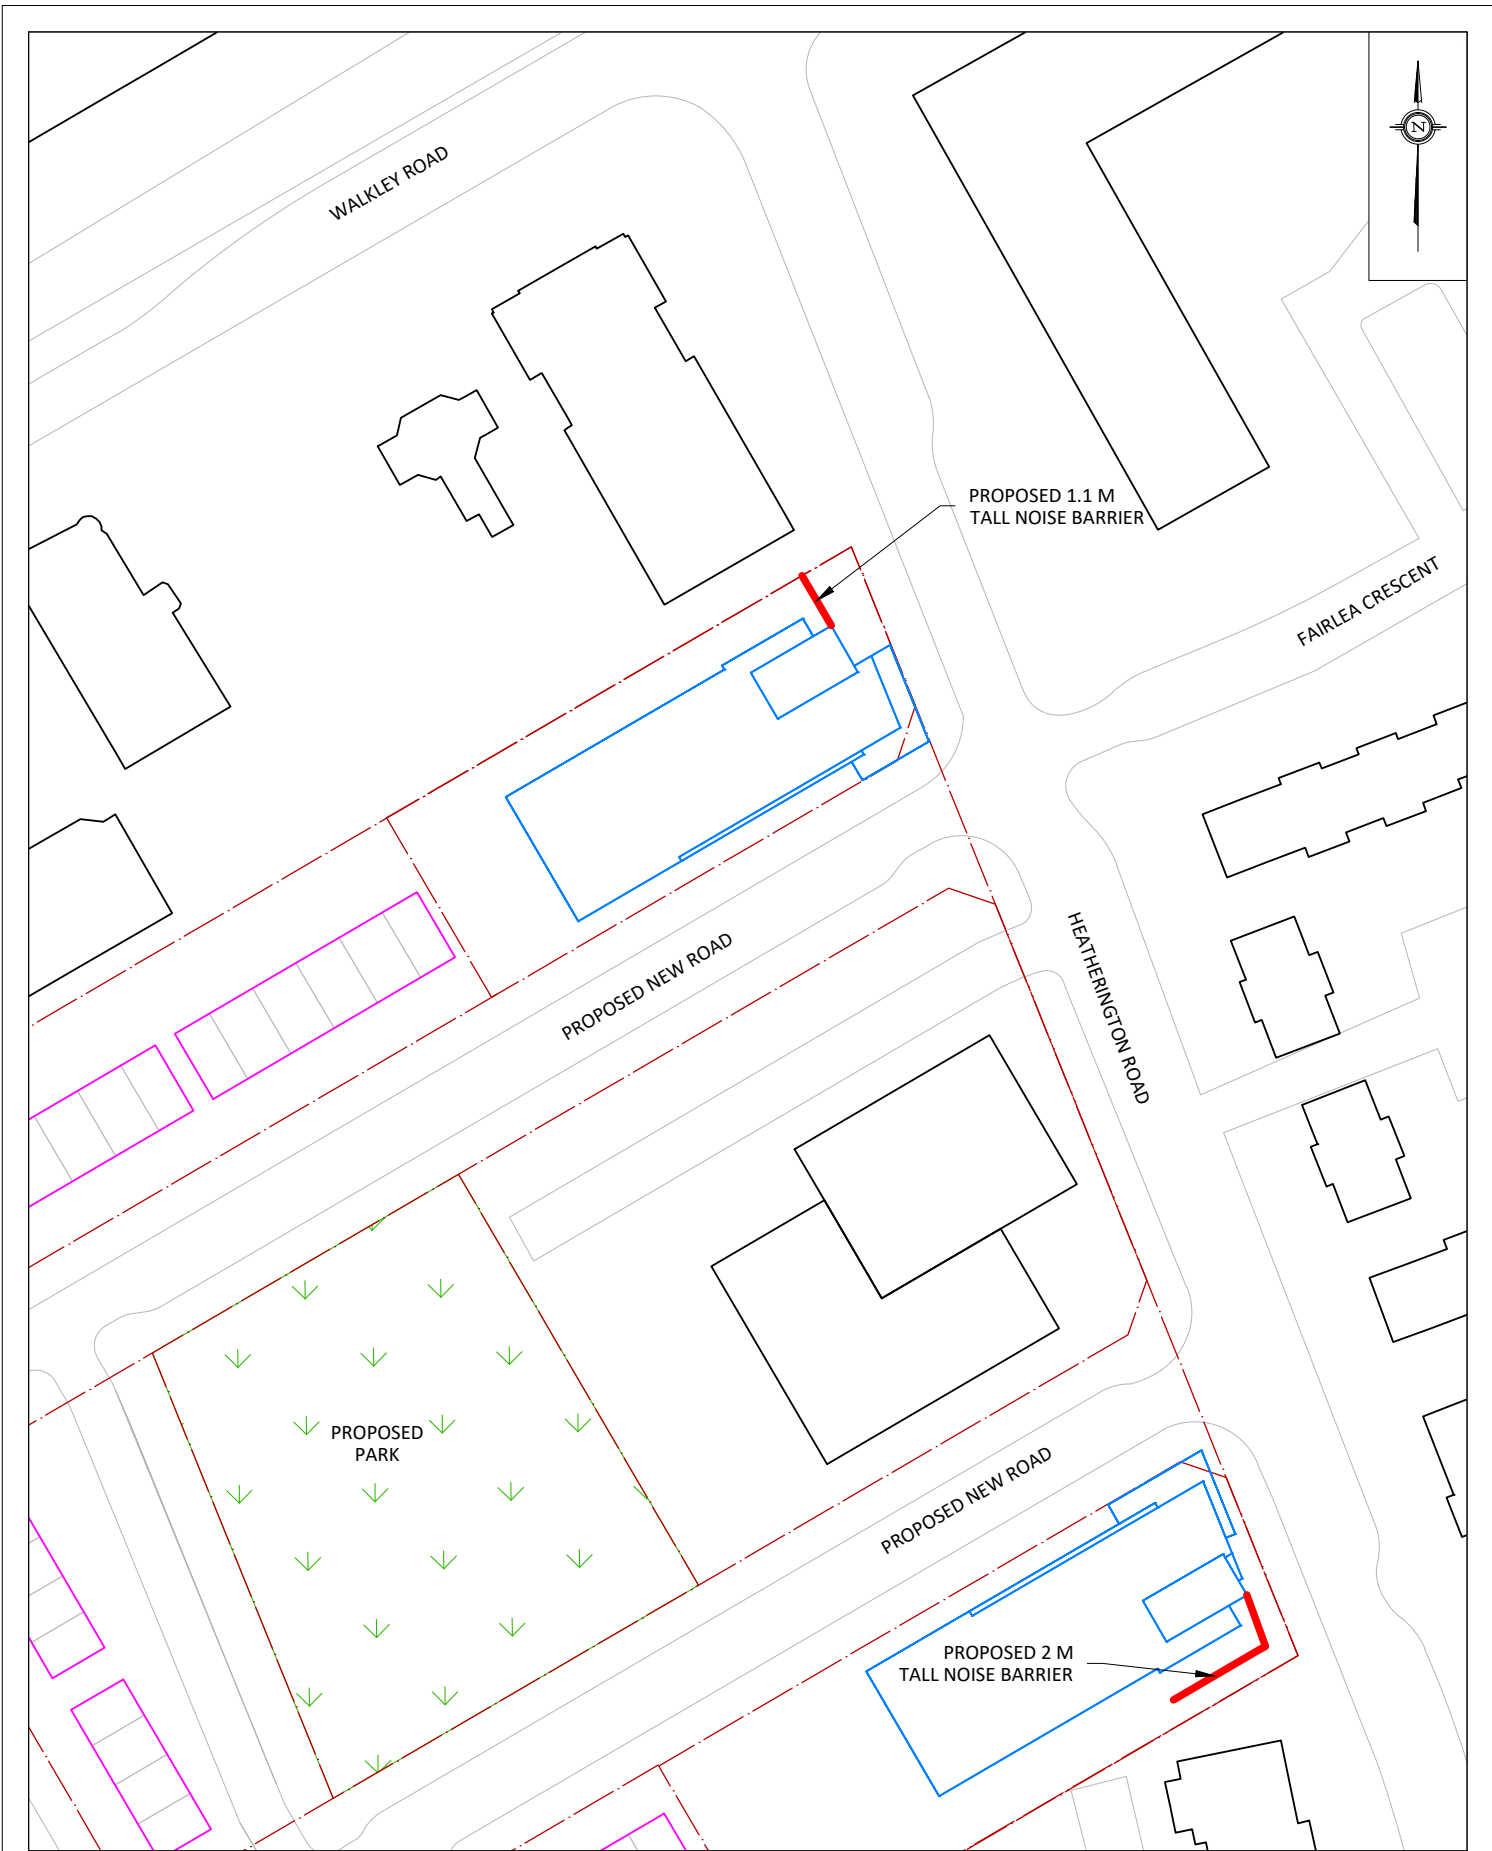 WALKLEY ROAD
N
PROPOSED 1.1 M
TALL NOISE BARRIER
FAIRLEA CRESCENT
HEATHERINGTON ROAD
PROPOSED NEW ROAD
PROPOSED
PARK
PROPOSED NEW ROAD
PROPOSED 2 M
TALL NOISE BARRIER